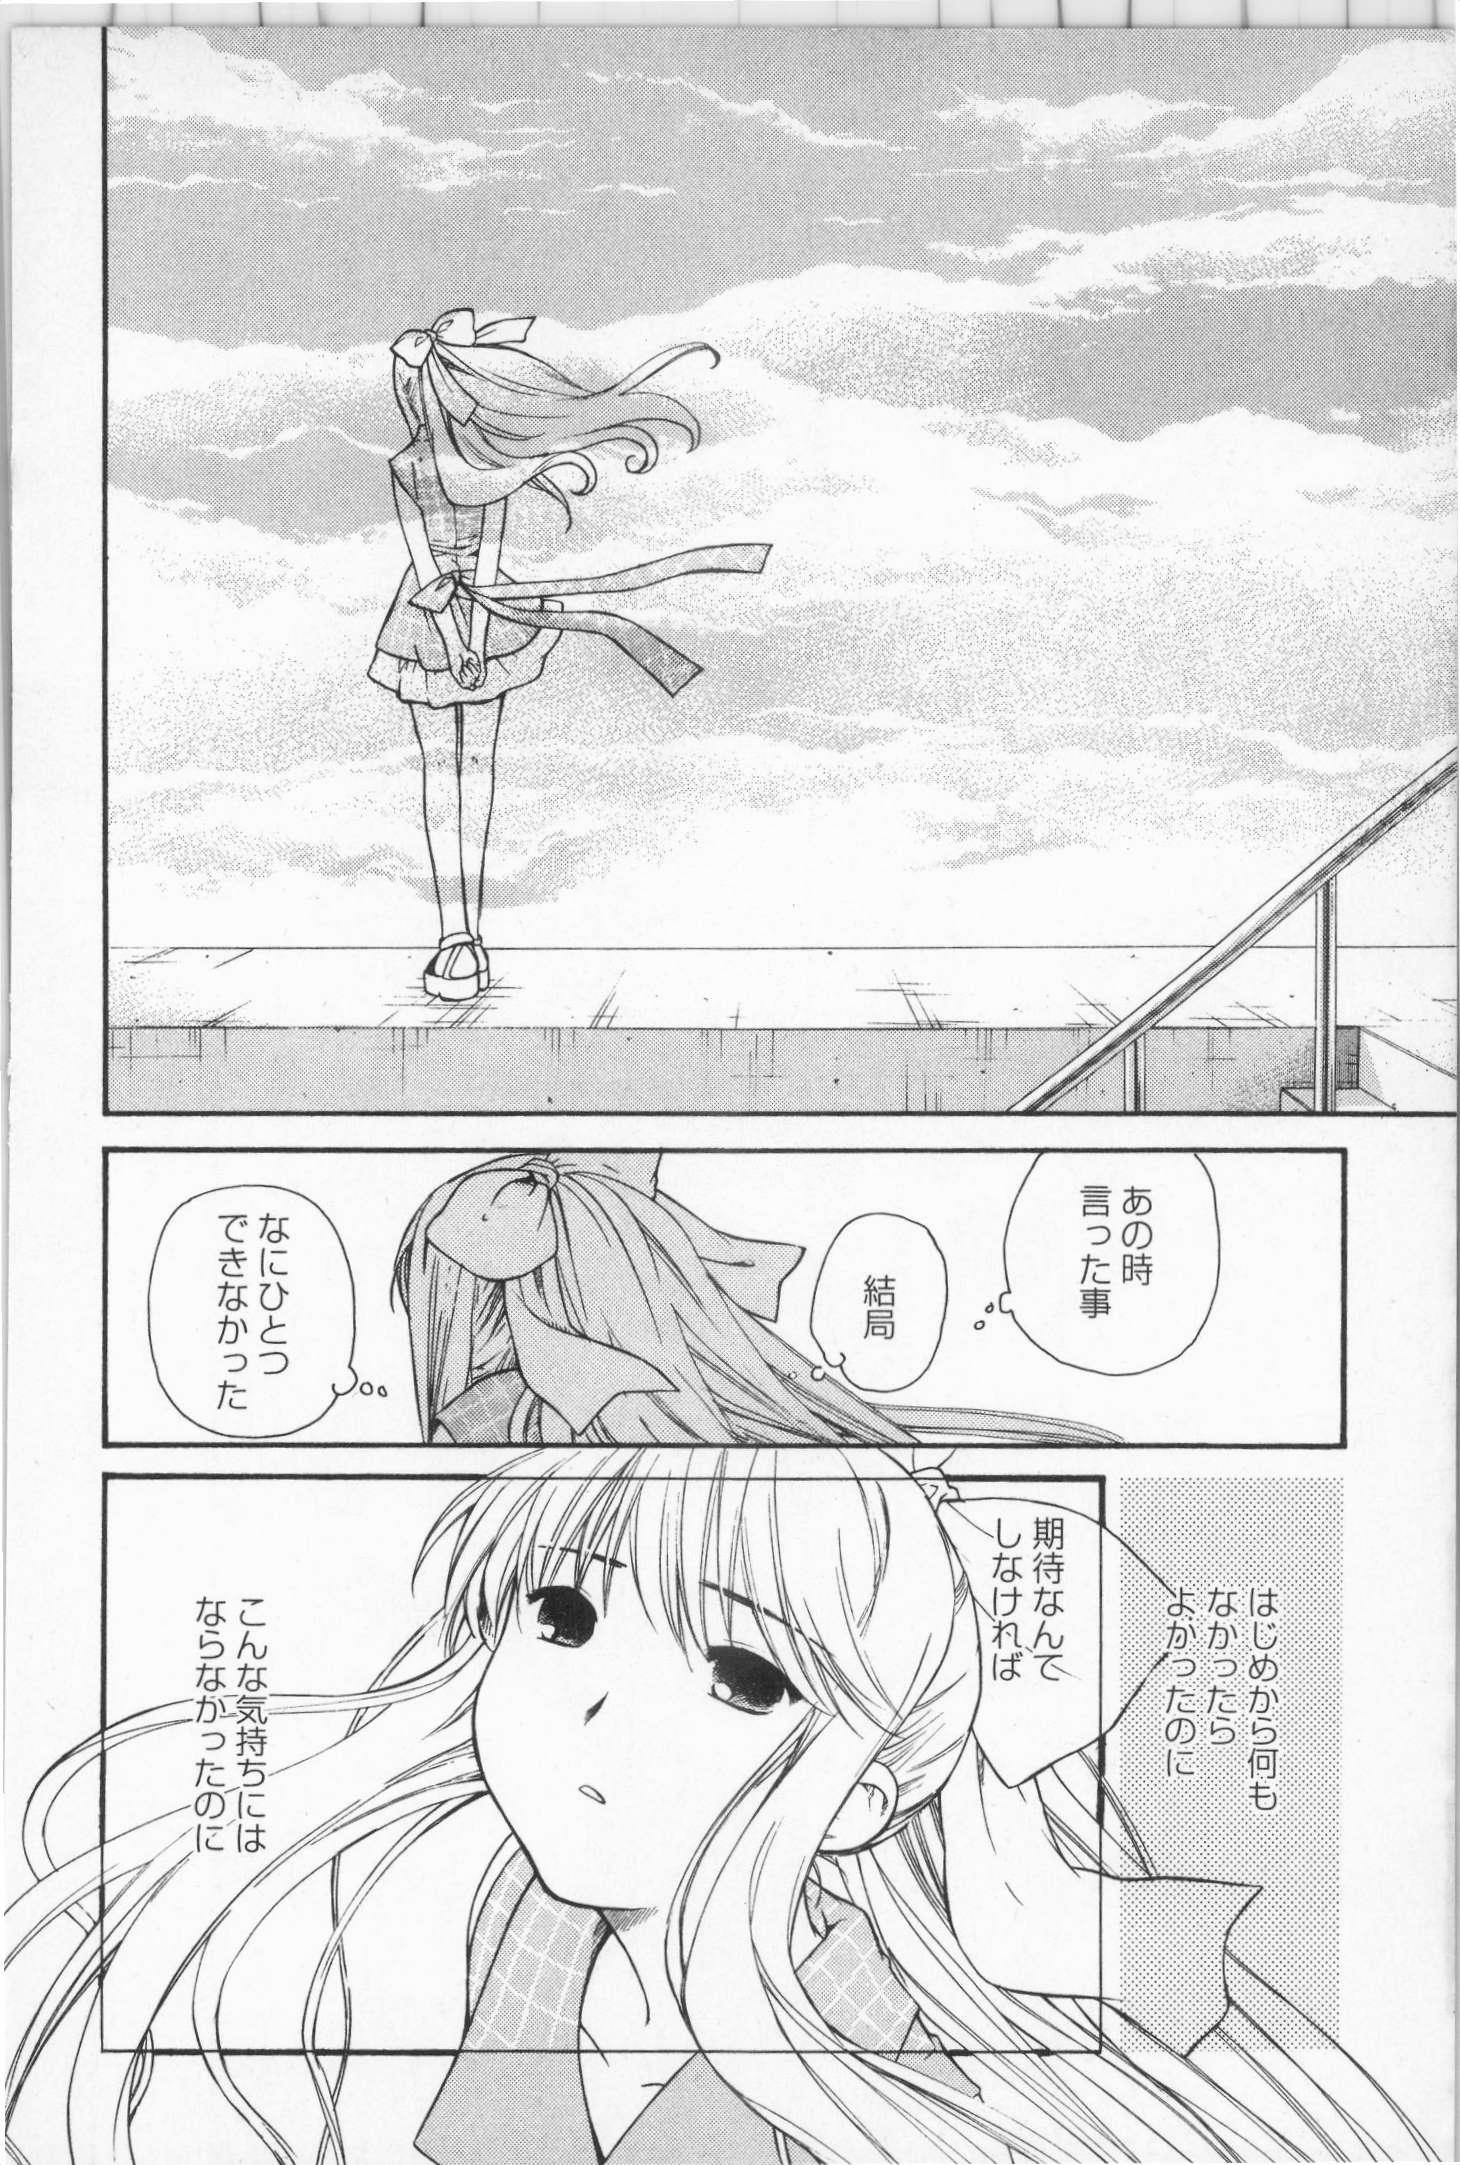 あの時
言った事
結局
なにひとつ
できなかった
はじめから何も
なかったら
よかったのに
期待なんて
しなければ
こんな気持ちには
ならなかったのに